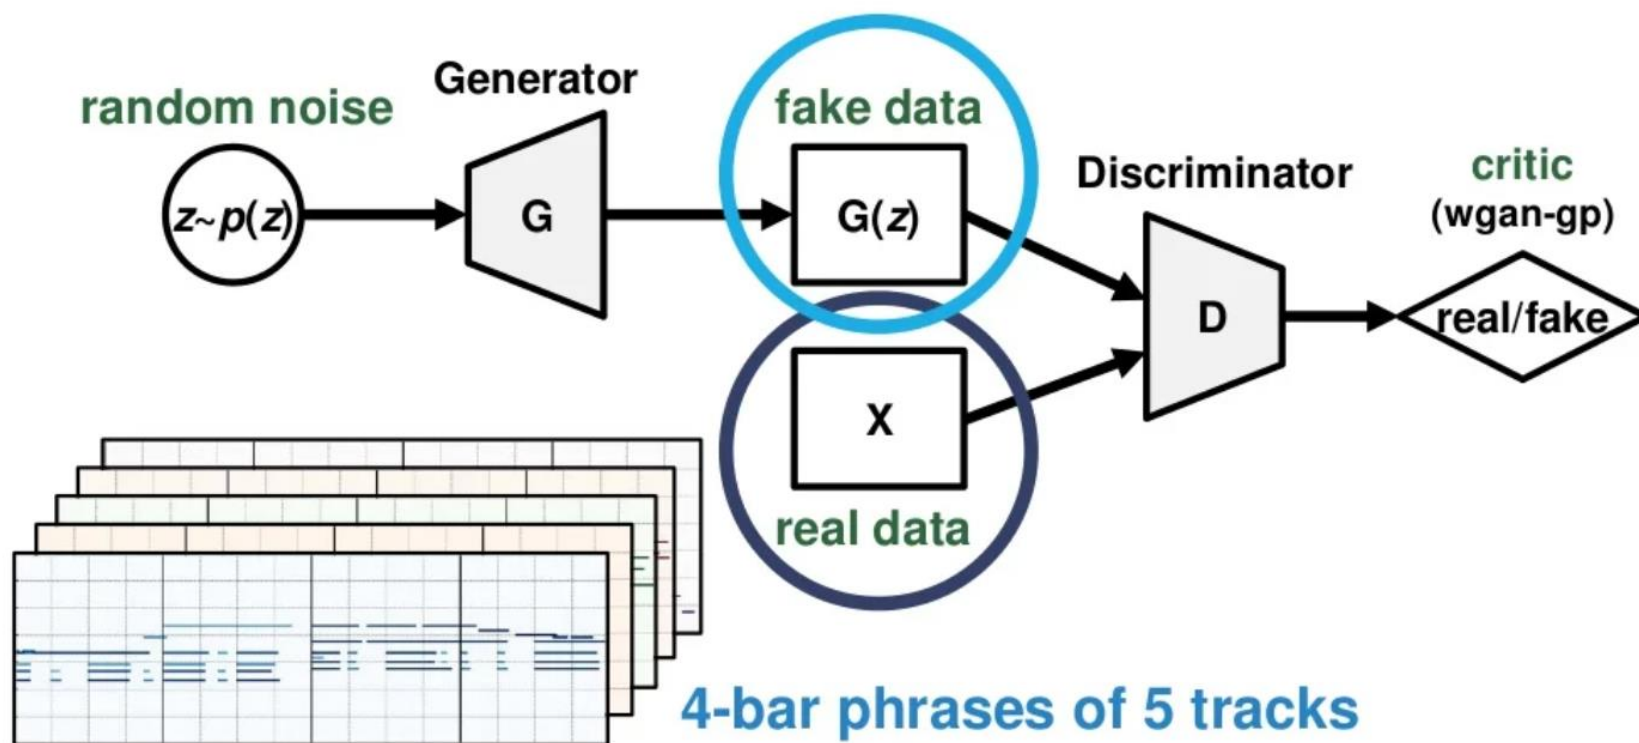 Generator
random noise
fake data
z~p(z)
G
G(z)
Discriminator
critic
(wgan-gp)
D
real/fake
X
real data
4-bar phrases of 5 tracks